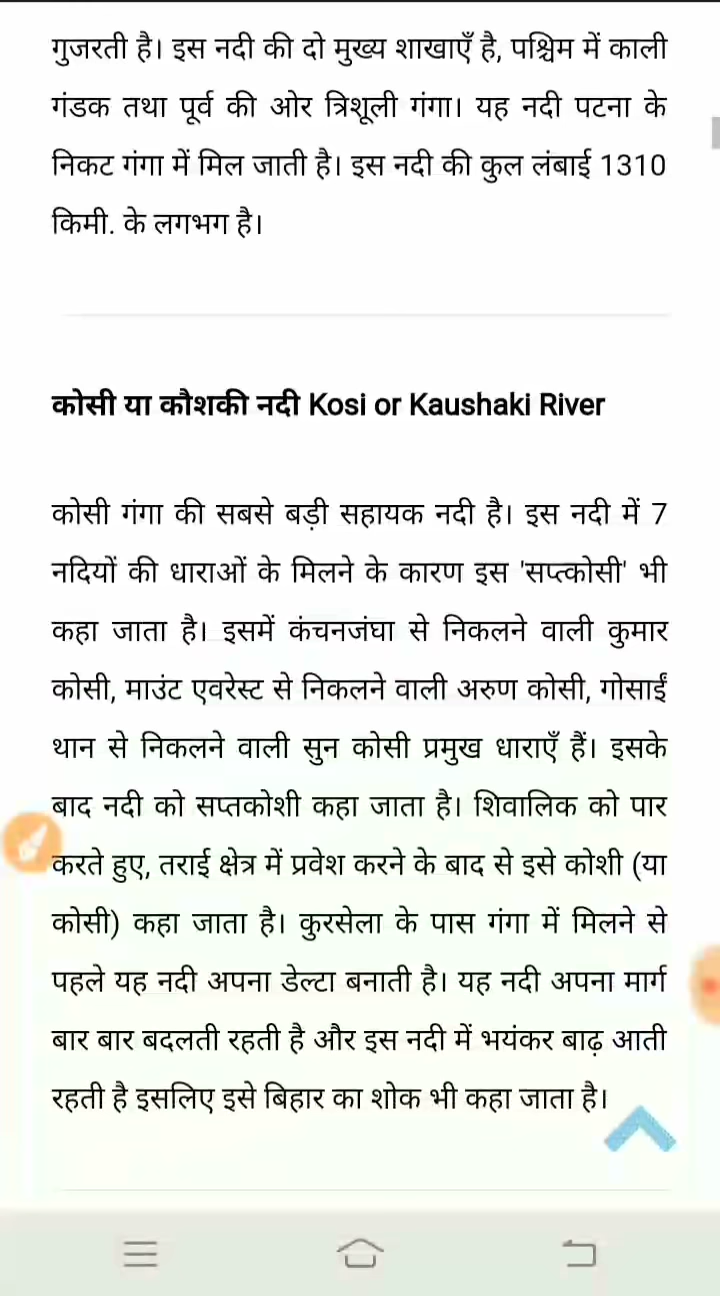 गुजरती है। इस नदी की दो मुख्य शाखाएँ है, पश्चिम में काली
गंडक तथा पूर्व की ओर त्रिशूली गंगा। यह नदी पटना के
निकट गंगा में मिल जाती है। इस नदी की कुल लंबाई 1310
किमी. के लगभग है।
कोसी या कौशकी नदी Kosi or Kaushaki River
कोसी गंगा की सबसे बड़ी सहायक नदी है। इस नदी में 7
नदियों की धाराओं के मिलने के कारण इस 'सप्त्कोसी' भी
कहा जाता है। इसमें कंचनजंघा से निकलने वाली कुमार
कोसी, माउंट एवरेस्ट से निकलने वाली अरुण कोसी, गोसाईं
थान से निकलने वाली सुन कोसी प्रमुख धाराएँ हैं। इसके
बाद नदी को सप्तकोशी कहा जाता है। शिवालिक को पार
करते हुए, तराई क्षेत्र में प्रवेश करने के बाद से इसे कोशी (या
कोसी) कहा जाता है। कुरसेला के पास गंगा में मिलने से
पहले यह नदी अपना डेल्टा बनाती है। यह नदी अपना मार्ग
बार बार बदलती रहती है और इस नदी में भयंकर बाढ़ आती
रहती है इसलिए इसे बिहार का शोक भी कहा जाता है।